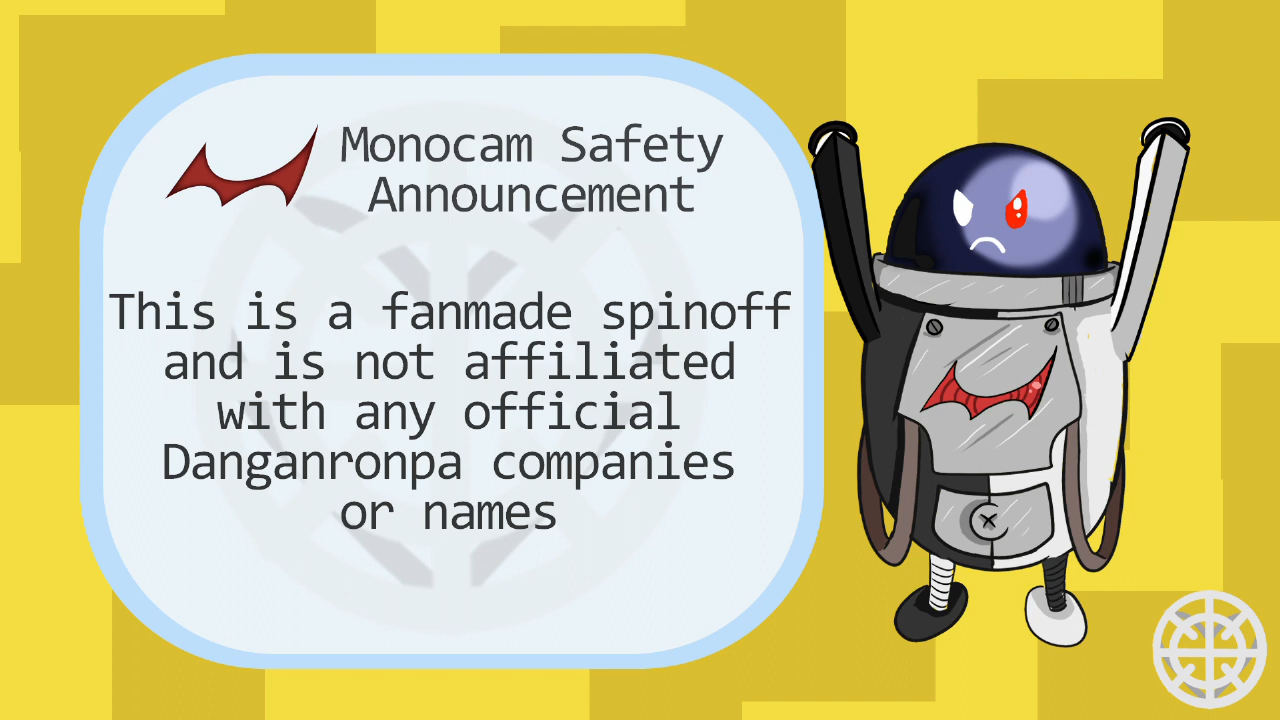 Monocam Safety
Announcement
This is a fanmade spinoff
and is not affiliated
with any official
Danganronpa companies
or names